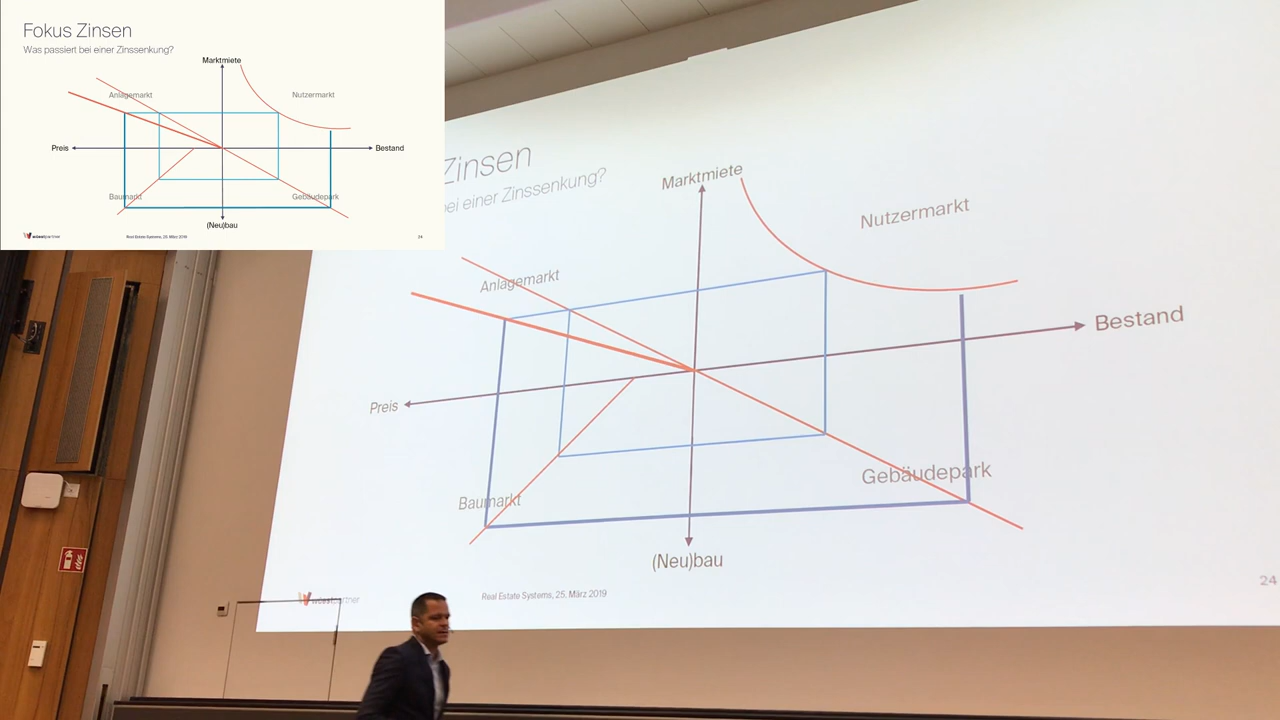 Fokus Zinsen
Was passiert bei einer Zinssenkung?
Marktmiete
Anlagemarkt
Nutzermarkt
Preis
Bestand
Baumarkt
Gebäudepark
(Neu)bau
wüestpartner
Real Estate Systems, 25. März 2019
24
Zinsen
bei einer Zinssenkung?
Marktmiete
Nutzermarkt
Anlagemarkt
Bestand
Preis
Gebäudepark
Baumarkt
(Neu)bau
24
wüestpartner
Real Estate Systems, 25. März 2019